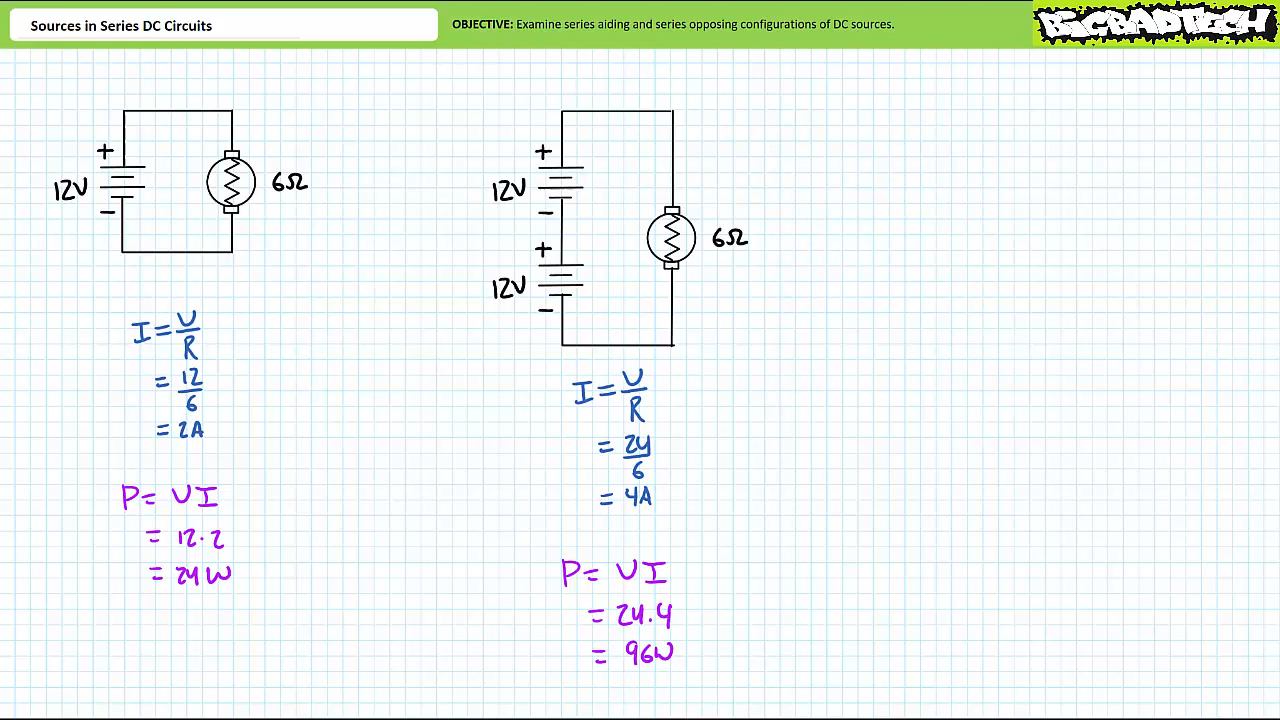 Sources in Series DC Circuits
OBJECTIVE: Examine series aiding and series opposing configurations of DC sources.
BIGBADTECH
+
12V
-
6Ω
I = V/R
= 12/6
= 2A
P = VI
= 12·2
= 24W
+
12V
-
+
12V
-
6Ω
I = V/R
= 24/6
= 4A
P = VI
= 24·4
= 96W